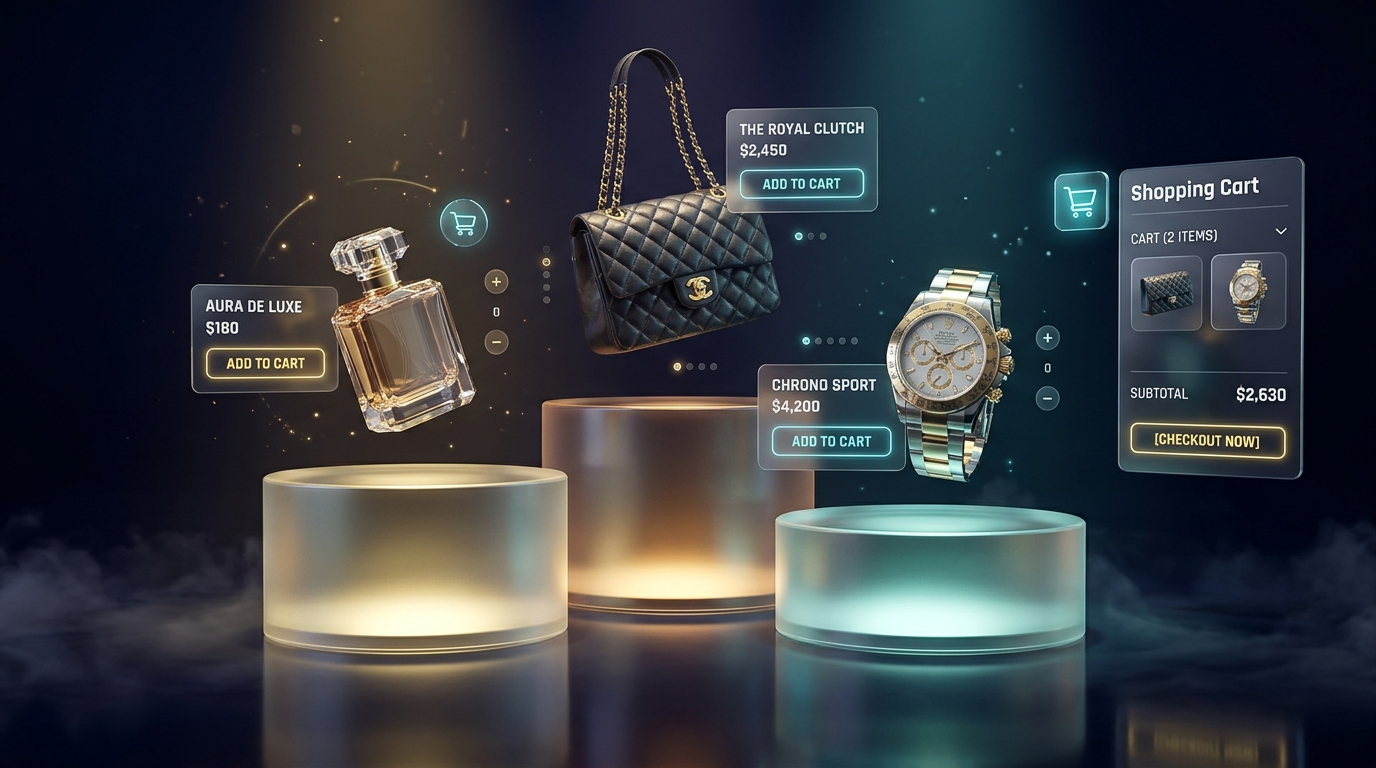 AURA DE LUXE
$180
ADD TO CART
+
0
−
THE ROYAL CLUTCH
$2,450
ADD TO CART
CHRONO SPORT
$4,200
ADD TO CART
+
0
−
Shopping Cart
CART (2 ITEMS)
SUBTOTAL $2,630
[CHECKOUT NOW]